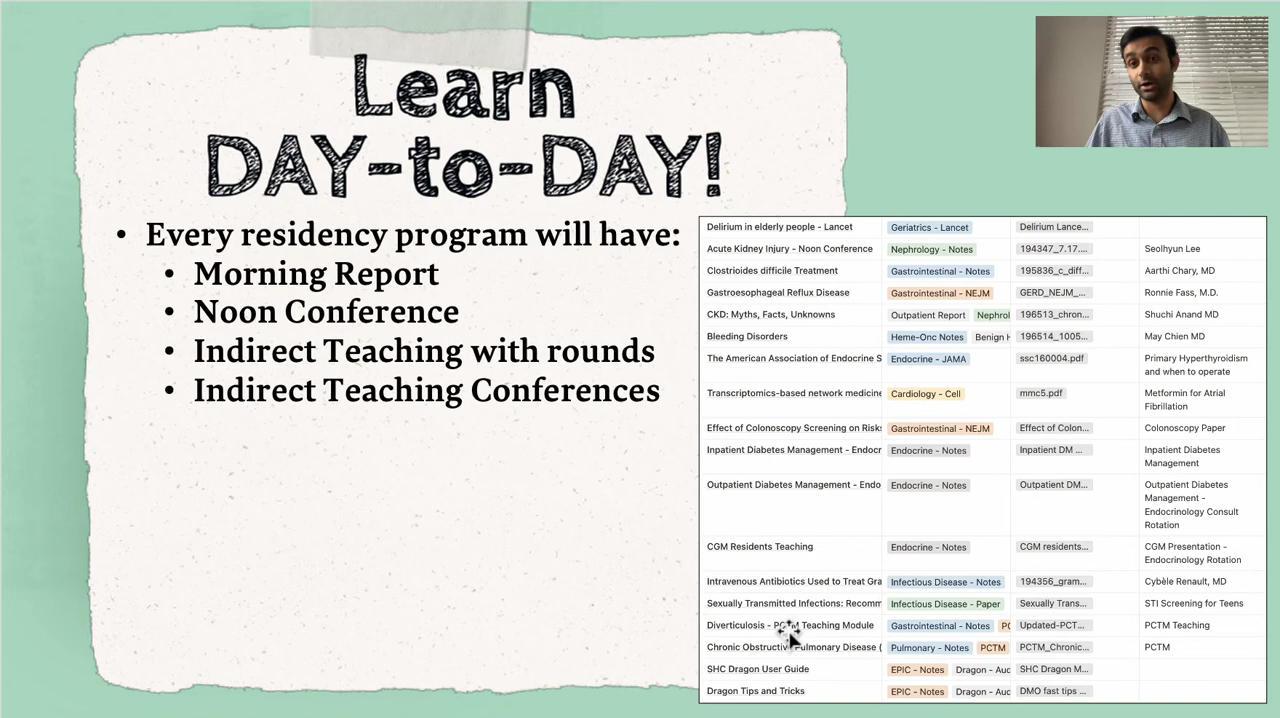 Learn
DAY-to-DAY!
• Every residency program will have:
• Morning Report
• Noon Conference
• Indirect Teaching with rounds
• Indirect Teaching Conferences
Delirium in elderly people - Lancet Geriatrics - Lancet Delirium Lance...
Acute Kidney Injury - Noon Conference Nephrology - Notes 194347_7.17.... Seolhyun Lee
Clostrioides difficile Treatment Gastrointestinal - Notes 195836_c_diff... Aarthi Chary, MD
Gastroesophageal Reflux Disease Gastrointestinal - NEJM GERD_NEJM_... Ronnie Fass, M.D.
CKD: Myths, Facts, Unknowns Outpatient Report Nephrol 196513_chron... Shuchi Anand MD
Bleeding Disorders Heme-Onc Notes Benign H 196514_1005... May Chien MD
The American Association of Endocrine S Endocrine - JAMA ssc160004.pdf Primary Hyperthyroidism
and when to operate
Transcriptomics-based network medicine Cardiology - Cell mmc5.pdf Metformin for Atrial
Fibrillation
Effect of Colonoscopy Screening on Risks Gastrointestinal - NEJM Effect of Colon... Colonoscopy Paper
Inpatient Diabetes Management - Endocr Endocrine - Notes Inpatient DM ... Inpatient Diabetes
Management
Outpatient Diabetes Management - Endo Endocrine - Notes Outpatient DM... Outpatient Diabetes
Management -
Endocrinology Consult
Rotation
CGM Residents Teaching Endocrine - Notes CGM residents... CGM Presentation -
Endocrinology Rotation
Intravenous Antibiotics Used to Treat Gra Infectious Disease - Notes 194356_gram... Cybèle Renault, MD
Sexually Transmitted Infections: Recomm Infectious Disease - Paper Sexually Trans... STI Screening for Teens
Diverticulosis - PCTM Teaching Module Gastrointestinal - Notes PC Updated-PCT... PCTM Teaching
Chronic Obstructive Pulmonary Disease ( Pulmonary - Notes PCTM PCTM_Chronic... PCTM
SHC Dragon User Guide EPIC - Notes Dragon - Auc SHC Dragon M...
Dragon Tips and Tricks EPIC - Notes Dragon - Auc DMO fast tips ...